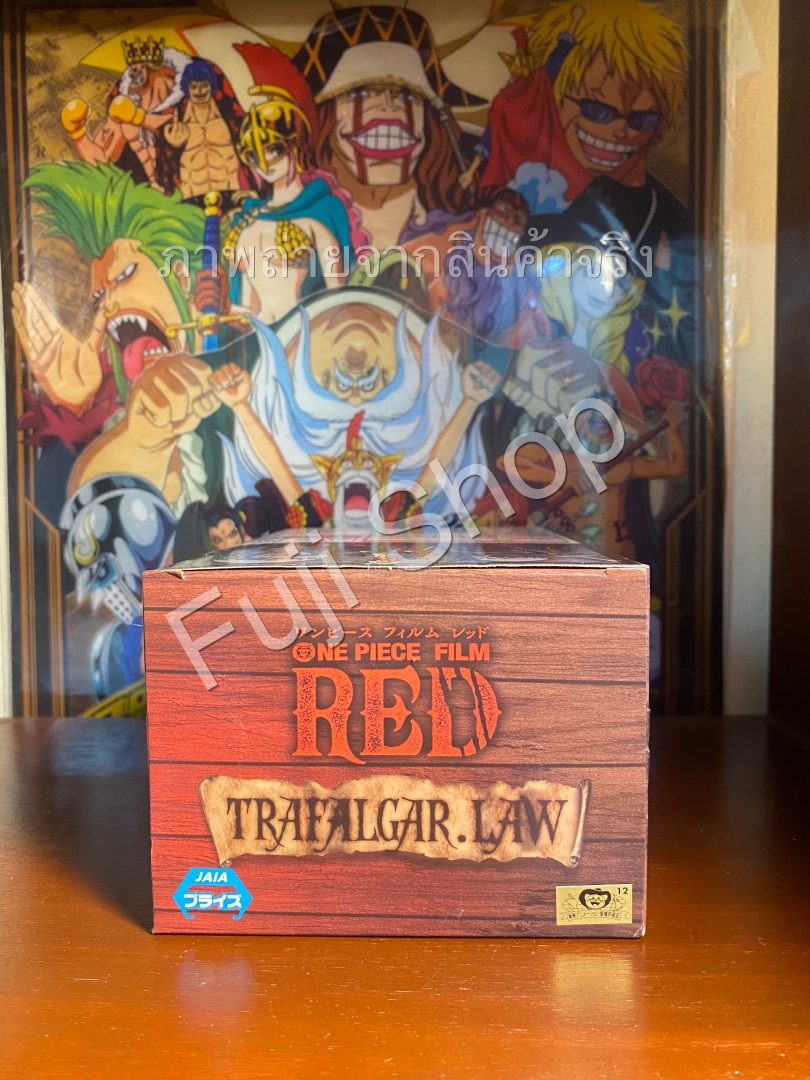 ภาพถ่ายจากสินค้าจริง
Fuji Shop
ワンピース フィルム レッド
ONE PIECE FILM
RED
TRAFALGAR.LAW
JAIA
プライズ
12